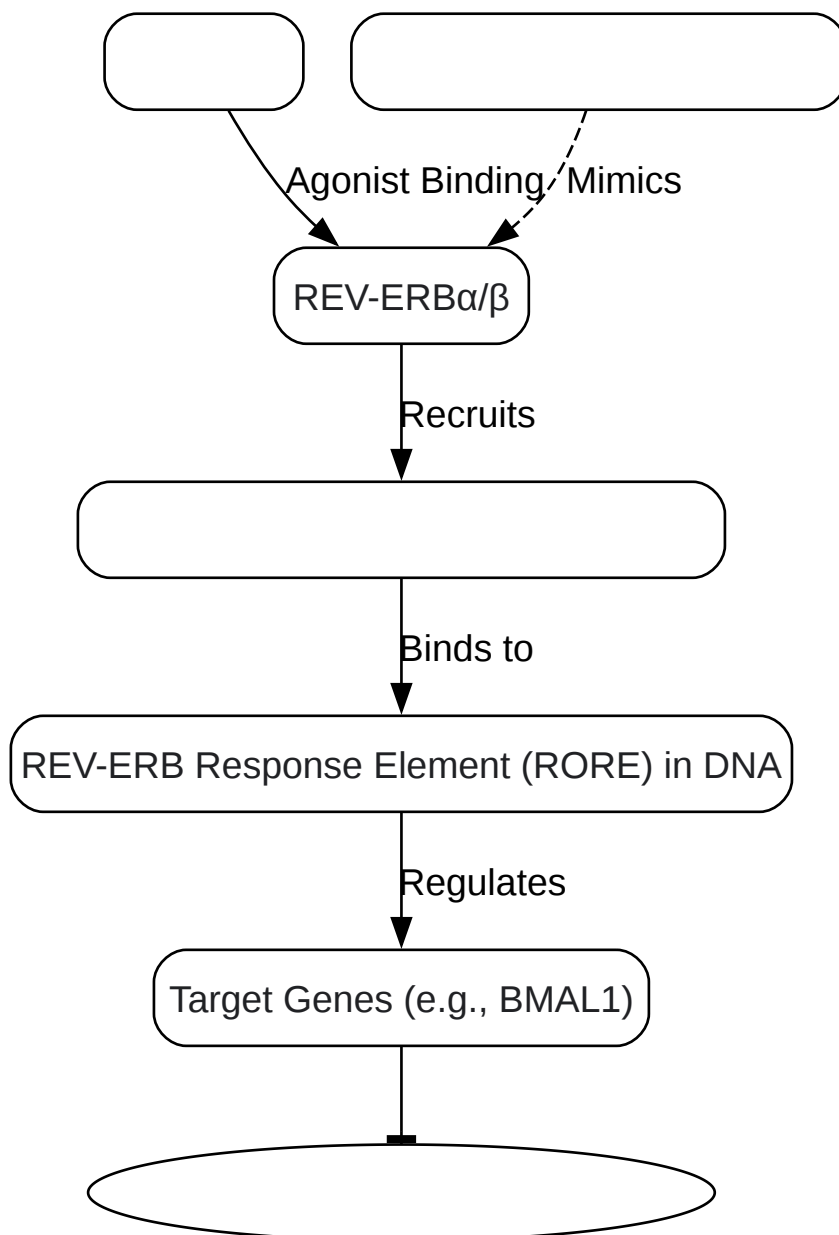 Agonist Binding
Mimics
REV-ERBα/β
Recruits
Binds to
REV-ERB Response Element (RORE) in DNA
Regulates
Target Genes (e.g., BMAL1)